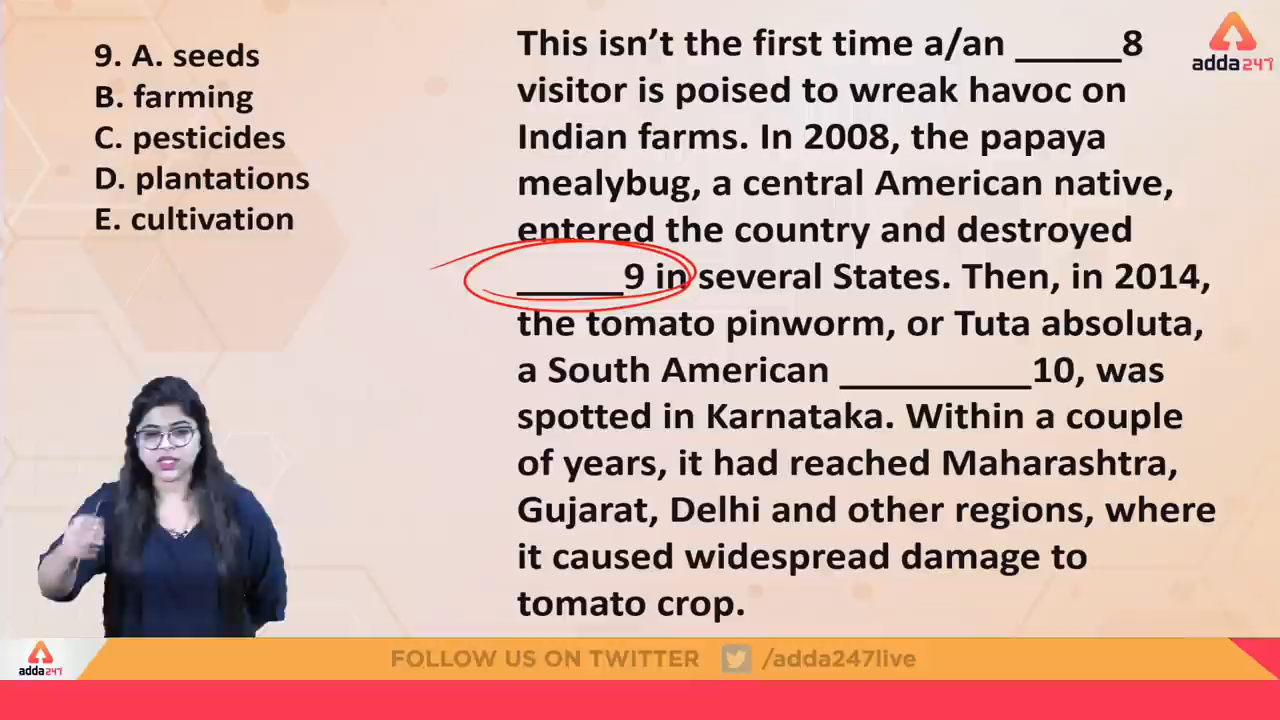 9. A. seeds
B. farming
C. pesticides
D. plantations
E. cultivation
This isn't the first time a/an ______8
visitor is poised to wreak havoc on
Indian farms. In 2008, the papaya
mealybug, a central American native,
entered the country and destroyed
______9 in several States. Then, in 2014,
the tomato pinworm, or Tuta absoluta,
a South American ___________10, was
spotted in Karnataka. Within a couple
of years, it had reached Maharashtra,
Gujarat, Delhi and other regions, where
it caused widespread damage to
tomato crop.
adda247
adda247
FOLLOW US ON TWITTER /adda247live